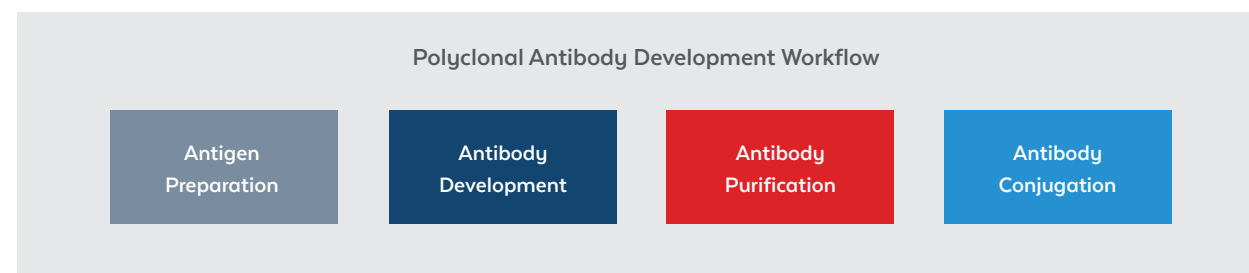 Polyclonal Antibody Development Workflow
Antigen
Preparation
Antibody
Development
Antibody
Purification
Antibody
Conjugation